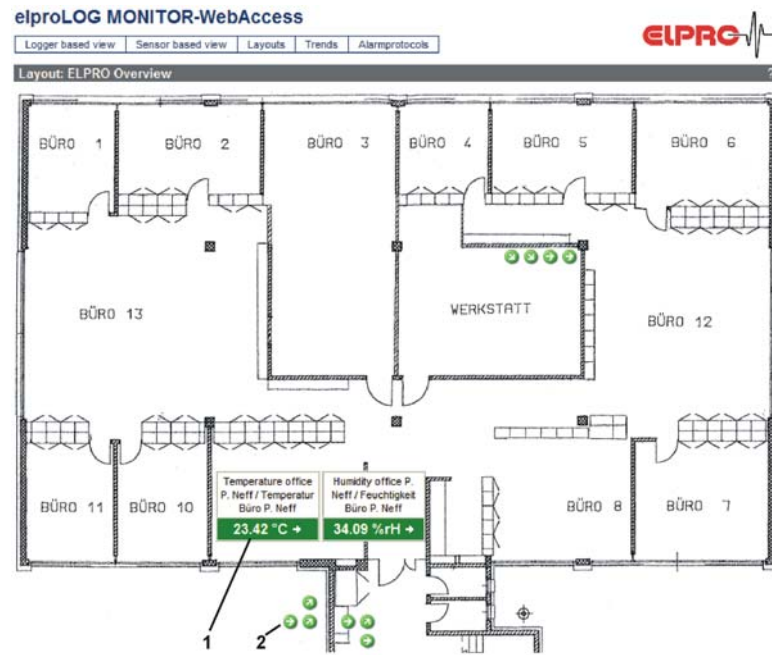 elproLOG MONITOR-WebAccess
ELPRO
Logger based view Sensor based view Layouts Trends Alarmprotocols
Layout: ELPRO Overview ?
BÜRO 1 BÜRO 2 BÜRO 3 BÜRO 4 BÜRO 5 BÜRO 6
WERKSTATT
BÜRO 13 BÜRO 12
Temperature office
P. Neff / Temperatur
Büro P. Neff
23.42 °C →
Humidity office P.
Neff / Feuchtigkeit
Büro P. Neff
34.09 %rH →
BÜRO 11 BÜRO 10 BÜRO 8 BÜRO 7
1 2